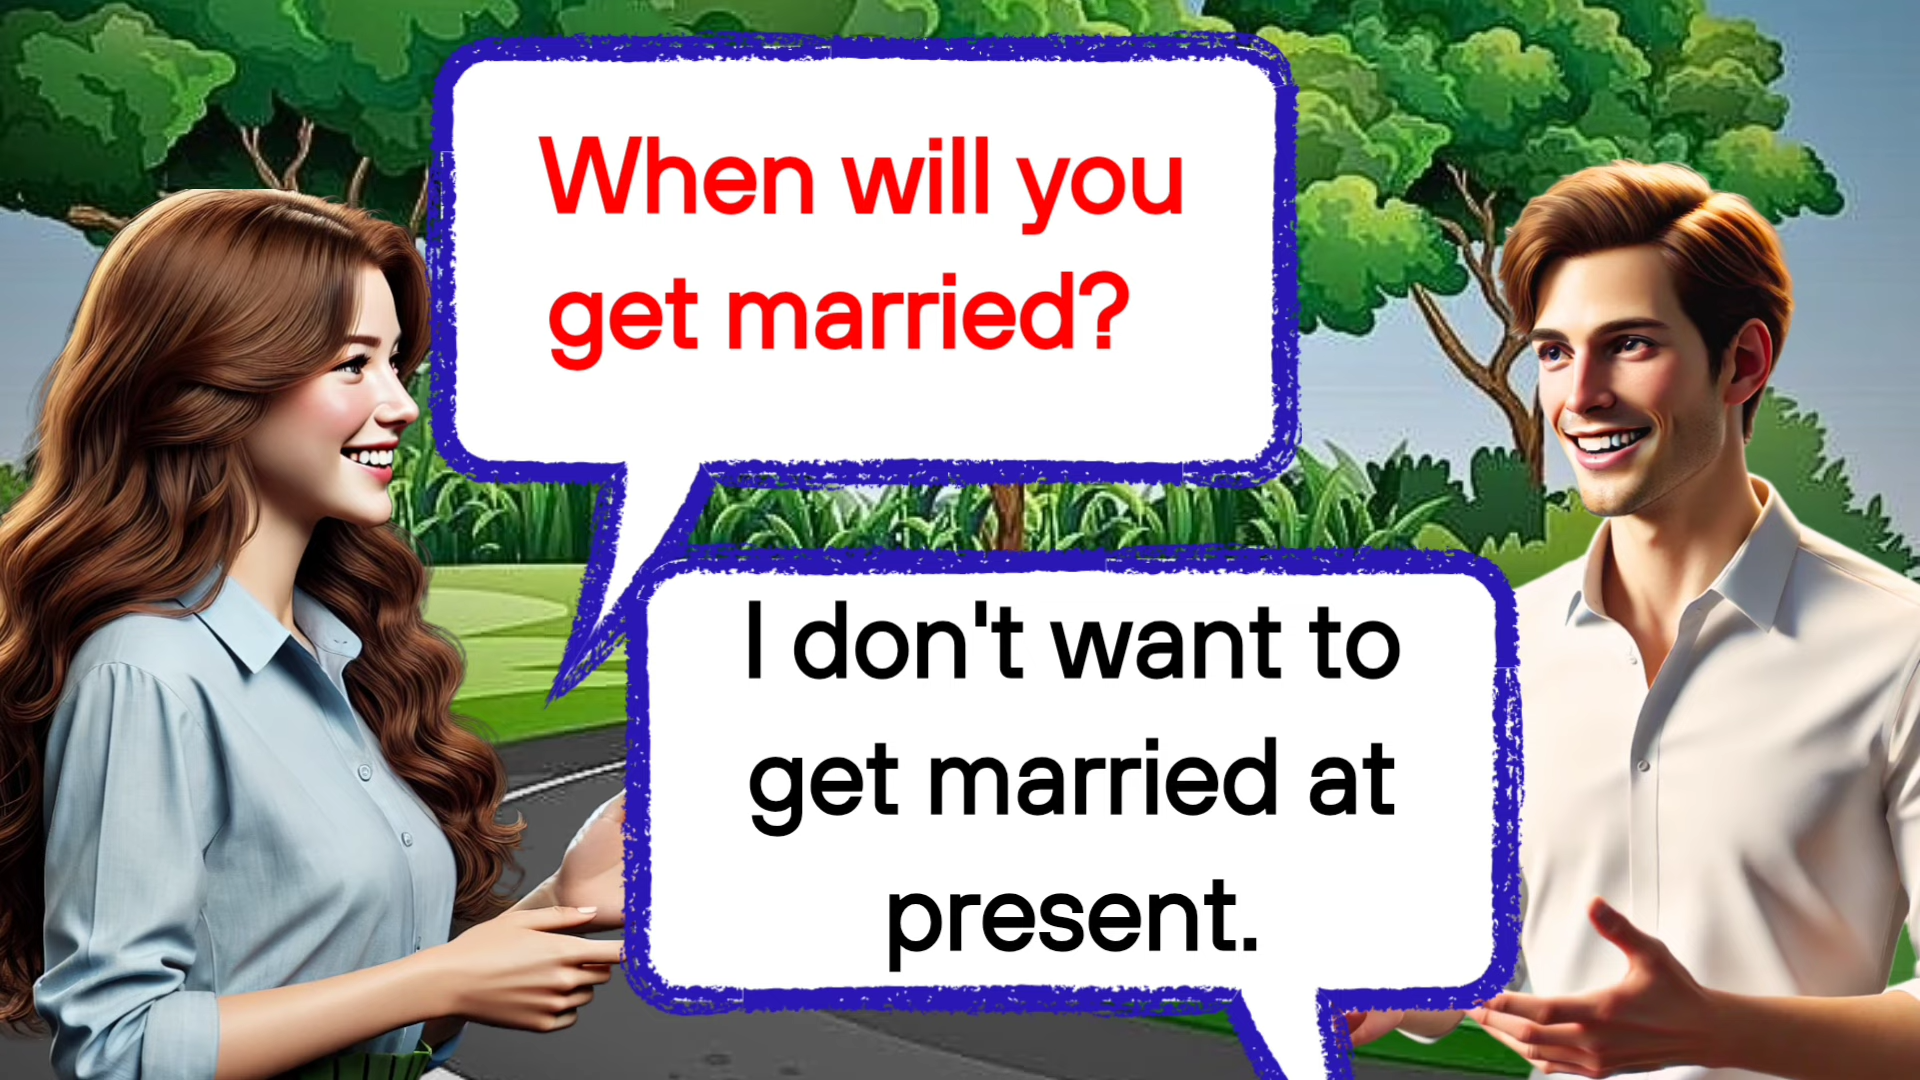 When will you
get married?
I don't want to
get married at
present.